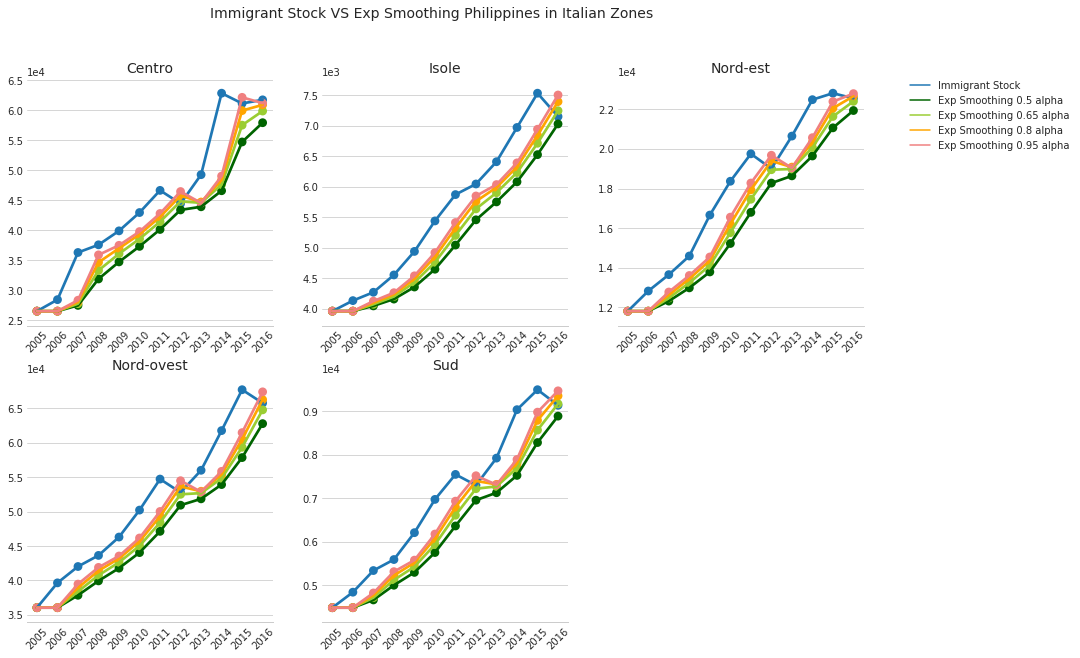 Immigrant Stock VS Exp Smoothing Philippines in Italian Zones
Centro
1e4
6.5
6.0
5.5
5.0
4.5
4.0
3.5
3.0
2.5
2005 2006 2007 2008 2009 2010 2011 2012 2013 2014 2015 2016
Isole
1e3
7.5
7.0
6.5
6.0
5.5
5.0
4.5
4.0
2005 2006 2007 2008 2009 2010 2011 2012 2013 2014 2015 2016
Nord-est
1e4
2.2
2.0
1.8
1.6
1.4
1.2
2005 2006 2007 2008 2009 2010 2011 2012 2013 2014 2015 2016
Immigrant Stock
Exp Smoothing 0.5 alpha
Exp Smoothing 0.65 alpha
Exp Smoothing 0.8 alpha
Exp Smoothing 0.95 alpha
Nord-ovest
1e4
6.5
6.0
5.5
5.0
4.5
4.0
3.5
2005 2006 2007 2008 2009 2010 2011 2012 2013 2014 2015 2016
Sud
1e4
0.9
0.8
0.7
0.6
0.5
2005 2006 2007 2008 2009 2010 2011 2012 2013 2014 2015 2016